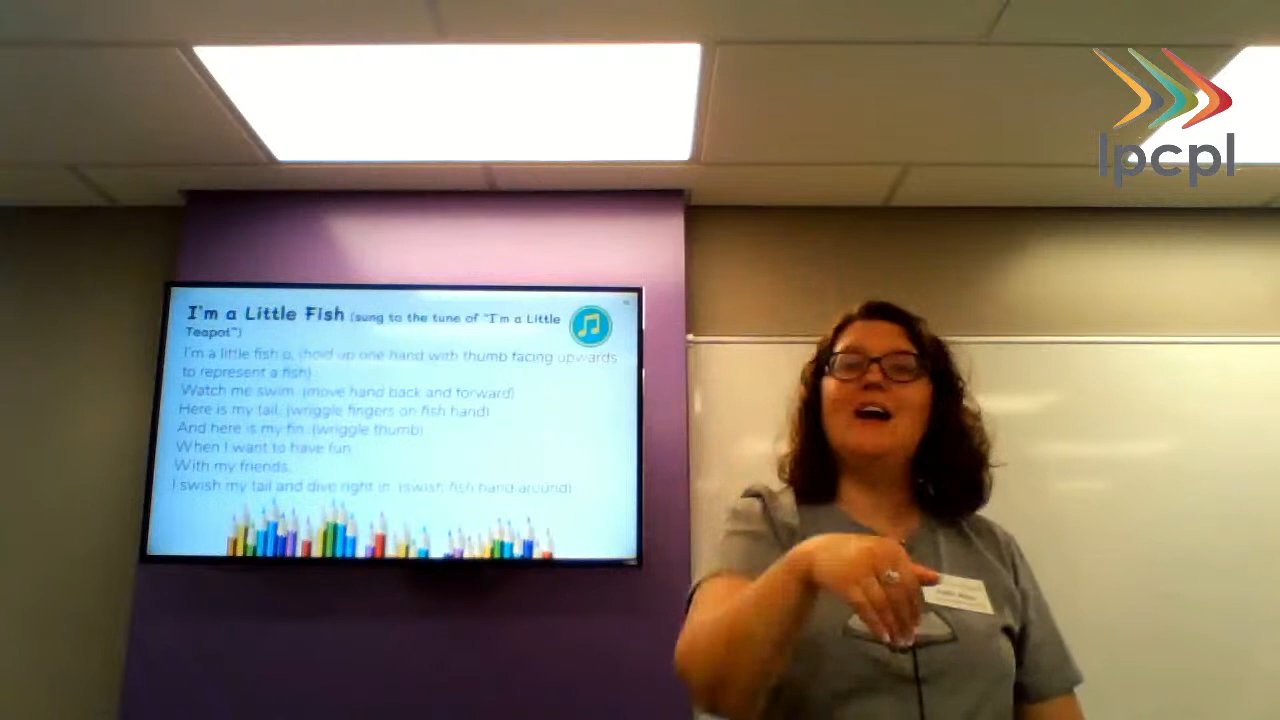 lpcpl
I'm a Little Fish (sung to the tune of "I'm a Little
Teapot")
I'm a little fish o, (hold up one hand with thumb facing upwards
to represent a fish)
Watch me swim. (move hand back and forward)
Here is my tail, (wriggle fingers on fish hand)
And here is my fin. (wriggle thumb)
When I want to have fun
With my friends,
I swish my tail and dive right in. (swish fish hand around)